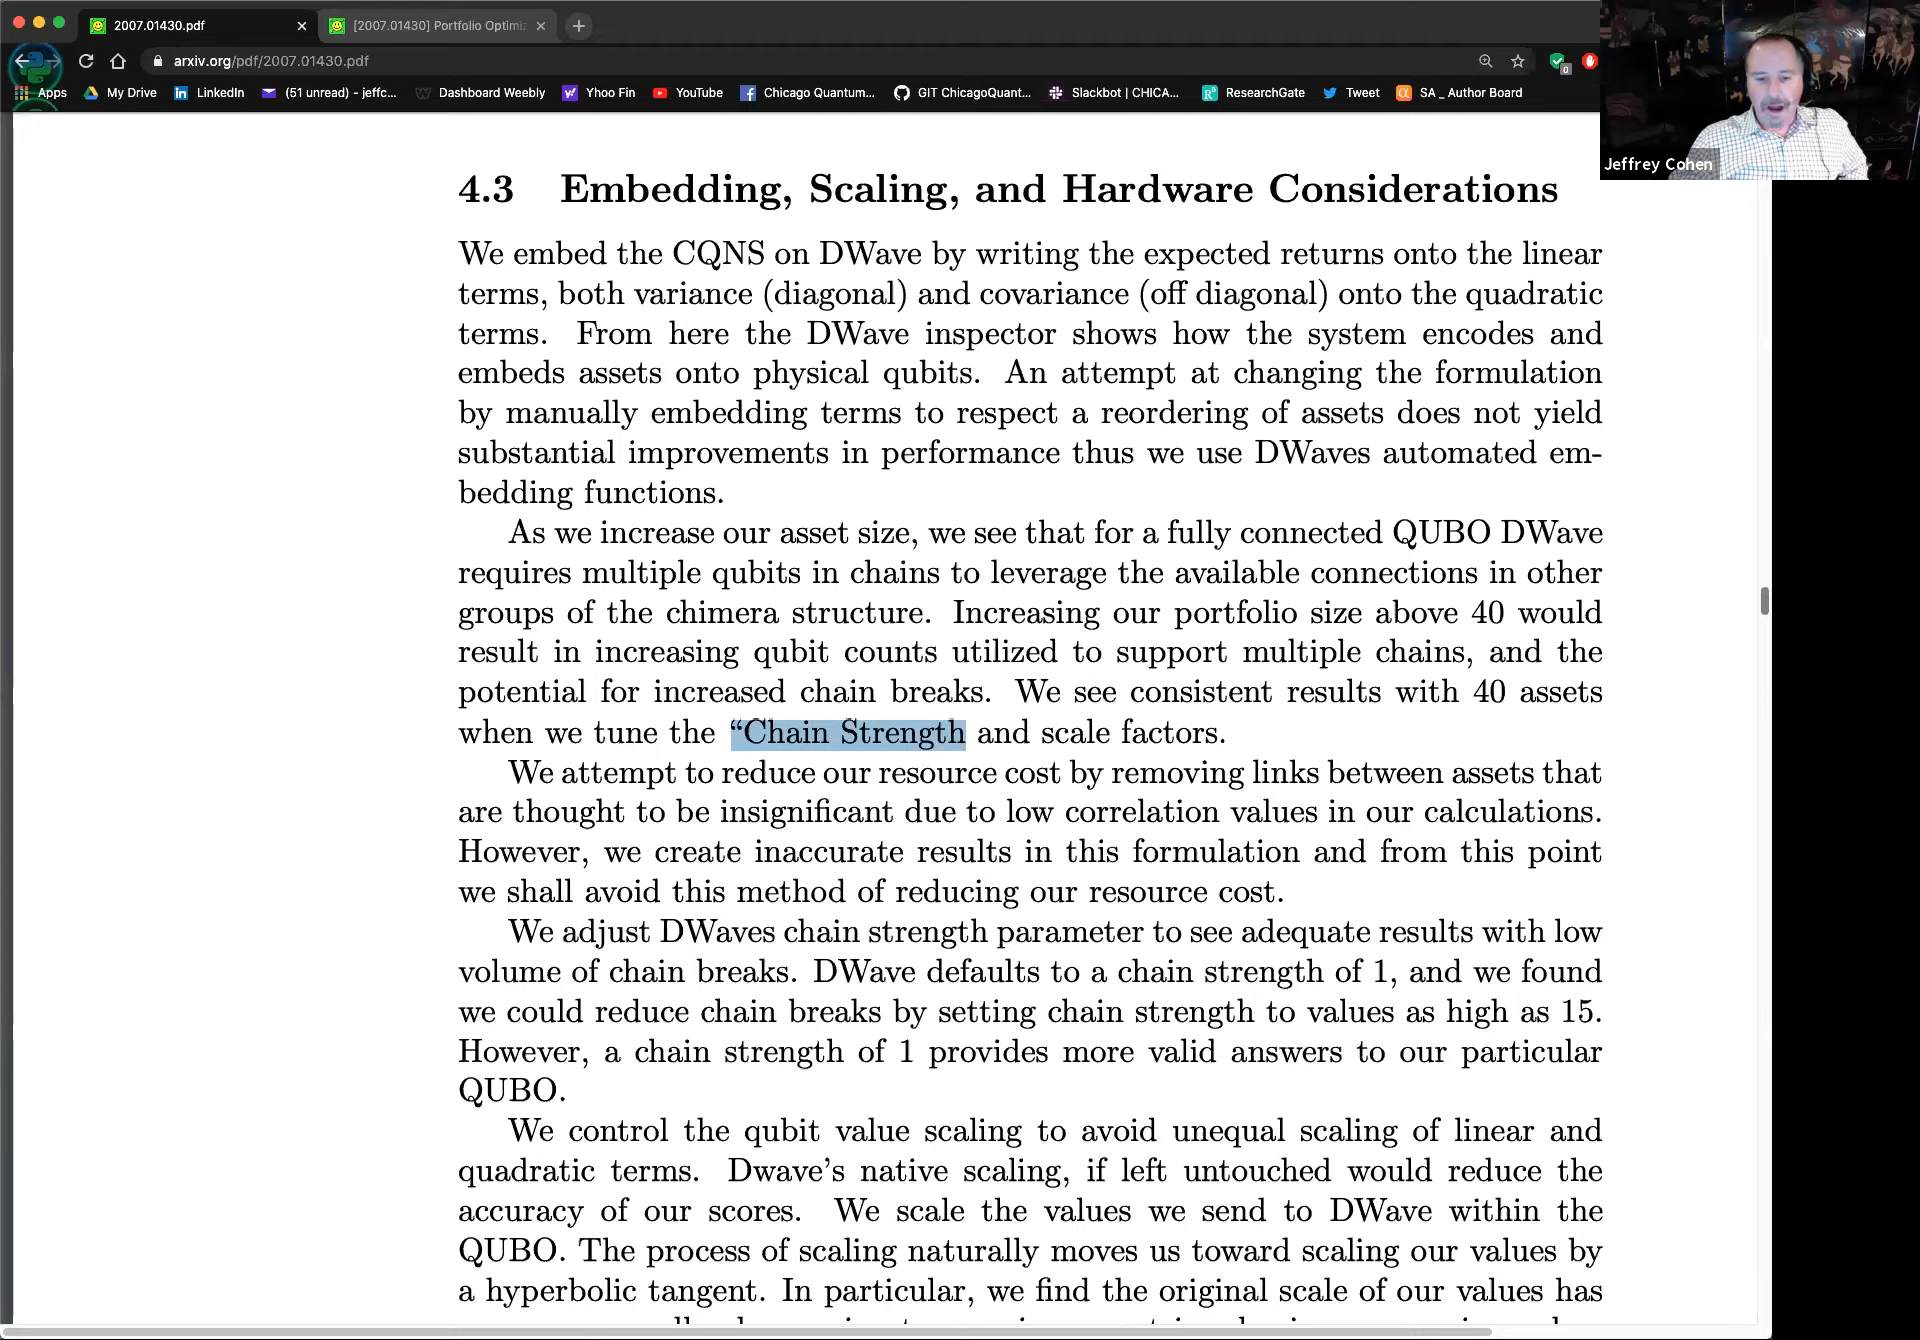 2007.01430.pdf
[2007.01430] Portfolio Optimi
arxiv.org/pdf/2007.01430.pdf
0
Apps My Drive LinkedIn (51 unread) - jeffc... Dashboard Weebly Yhoo Fin YouTube Chicago Quantum... GIT ChicagoQuant... Slackbot | CHICA... ResearchGate Tweet SA _ Author Board
Jeffrey Cohen
4.3 Embedding, Scaling, and Hardware Considerations
We embed the CQNS on DWave by writing the expected returns onto the linear
terms, both variance (diagonal) and covariance (off diagonal) onto the quadratic
terms. From here the DWave inspector shows how the system encodes and
embeds assets onto physical qubits. An attempt at changing the formulation
by manually embedding terms to respect a reordering of assets does not yield
substantial improvements in performance thus we use DWaves automated em-
bedding functions.
As we increase our asset size, we see that for a fully connected QUBO DWave
requires multiple qubits in chains to leverage the available connections in other
groups of the chimera structure. Increasing our portfolio size above 40 would
result in increasing qubit counts utilized to support multiple chains, and the
potential for increased chain breaks. We see consistent results with 40 assets
when we tune the “Chain Strength and scale factors.
We attempt to reduce our resource cost by removing links between assets that
are thought to be insignificant due to low correlation values in our calculations.
However, we create inaccurate results in this formulation and from this point
we shall avoid this method of reducing our resource cost.
We adjust DWaves chain strength parameter to see adequate results with low
volume of chain breaks. DWave defaults to a chain strength of 1, and we found
we could reduce chain breaks by setting chain strength to values as high as 15.
However, a chain strength of 1 provides more valid answers to our particular
QUBO.
We control the qubit value scaling to avoid unequal scaling of linear and
quadratic terms. Dwave’s native scaling, if left untouched would reduce the
accuracy of our scores. We scale the values we send to DWave within the
QUBO. The process of scaling naturally moves us toward scaling our values by
a hyperbolic tangent. In particular, we find the original scale of our values has